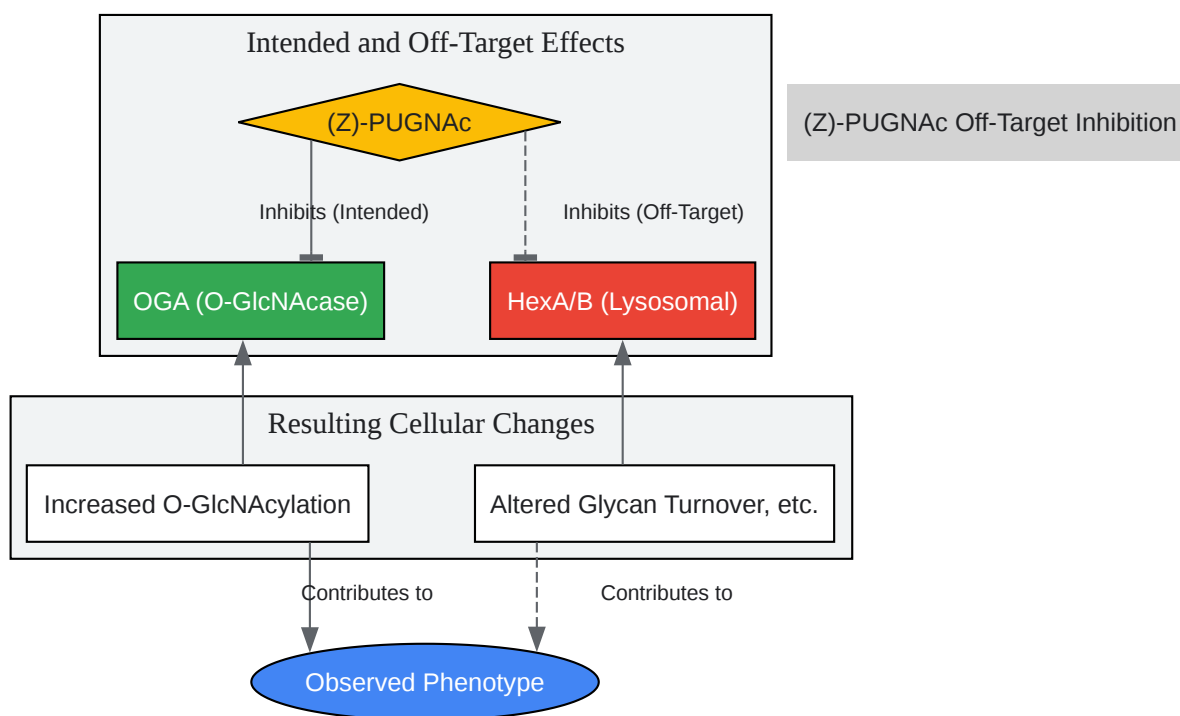 Intended and Off-Target Effects
(Z)-PUGNAc
(Z)-PUGNAc Off-Target Inhibition
Inhibits (Intended)
Inhibits (Off-Target)
OGA (O-GlcNAcase)
HexA/B (Lysosomal)
Resulting Cellular Changes
Increased O-GlcNAcylation
Altered Glycan Turnover, etc.
Contributes to
Contributes to
Observed Phenotype